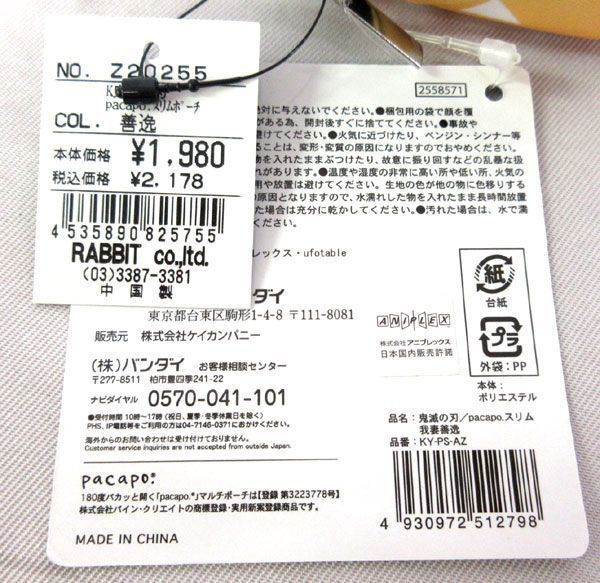 NO. Z20255
pacapo.スリムポーチ
COL. 善逸
本体価格 ¥1,980
税込価格 ¥2,178
4 535890 825755
RABBIT co.,ltd.
(03)3387-3381
中国製
2558571
絶対に与えないでください。●梱包用の袋で顔を覆
がある為、開封後すぐに捨ててください。●事故や
避けてください。●火気に近づけたり、ベンジン・シンナー等
ることは、変形・変質の原因になりますのでおやめください。
物を入れたままぶつけたり、故意に振り回すなどの乱暴な扱
れがあります。●温度や湿度の非常に高い所や低い所、火気の
用や放置は避けてください。生地の色が他の物に色移りする
の原因となりますので、水濡れした物を入れたまま長時間放置
た場合は充分に乾かしてください。●汚れた場合は、水で満
ください。
レックス・ufotable
ダイ
東京都台東区駒形1-4-8 〒111-8081
販売元 株式会社ケイカンパニー
(株)バンダイ お客様相談センター
〒277-8511 柏市豊四季241-22
ナビダイヤル 0570-041-101
●受付時間 10時〜17時(祝日、夏季・冬季休業日を除く)
PHS、IP電話等をご利用の方は04-7146-0371におかけください。
海外からのお問い合わせは受け付けておりません。
Customer service inquiries are not accepted from outside Japan.
ANIPLEX
株式会社アニプレックス
日本国内販売許諾
紙
台紙
プラ
外袋:PP
本体:
ポリエステル
品名:鬼滅の刃/pacapo.スリム
我妻善逸
品番:KY-PS-AZ
4 930972 512798
pacapo.®
180度パカッと開く「pacapo.®」マルチポーチは【登録 第3223778号】
株式会社パイン・クリエイトの商標登録・実用新案登録商品です。
MADE IN CHINA